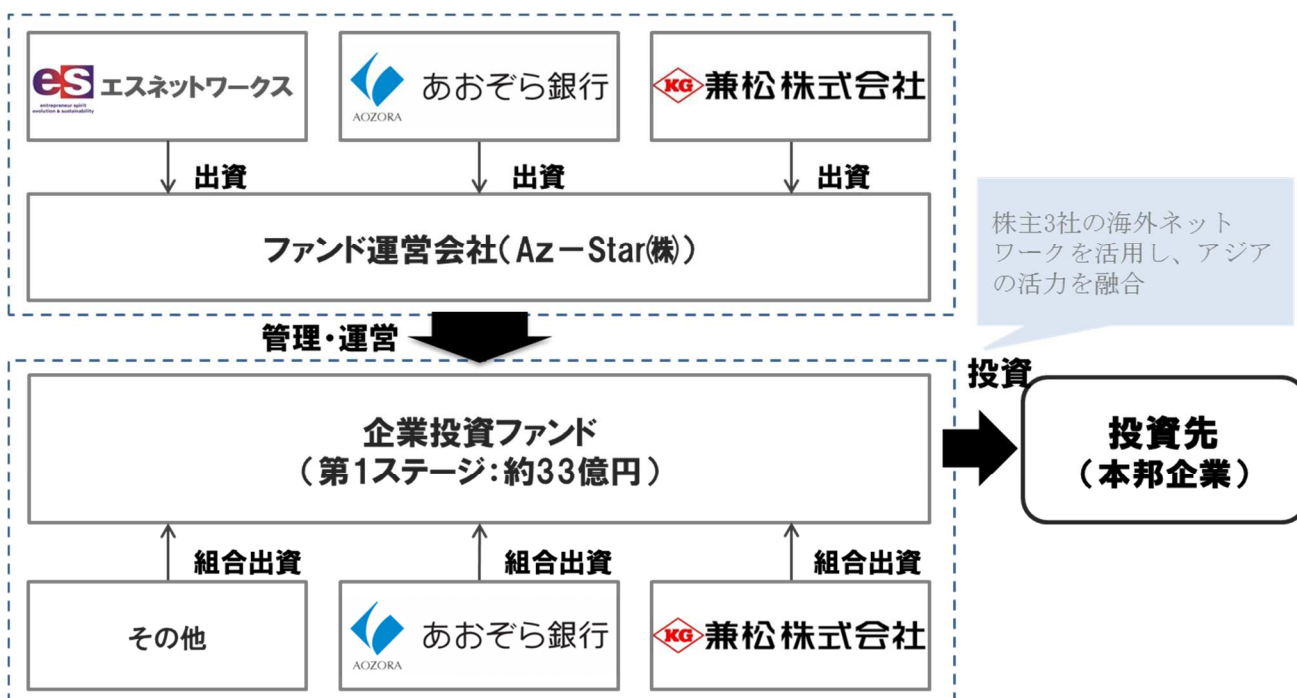 es エスネットワークス
entrepreneur spirit
evolution & sustainability
あおぞら銀行
AOZORA
KG 兼松株式会社
出資
出資
出資
ファンド運営会社(Az－Star㈱)
株主3社の海外ネット
ワークを活用し、アジア
の活力を融合
管理・運営
投資
企業投資ファンド
(第1ステージ:約33億円)
投資先
(本邦企業)
組合出資
組合出資
組合出資
その他
あおぞら銀行
AOZORA
KG 兼松株式会社